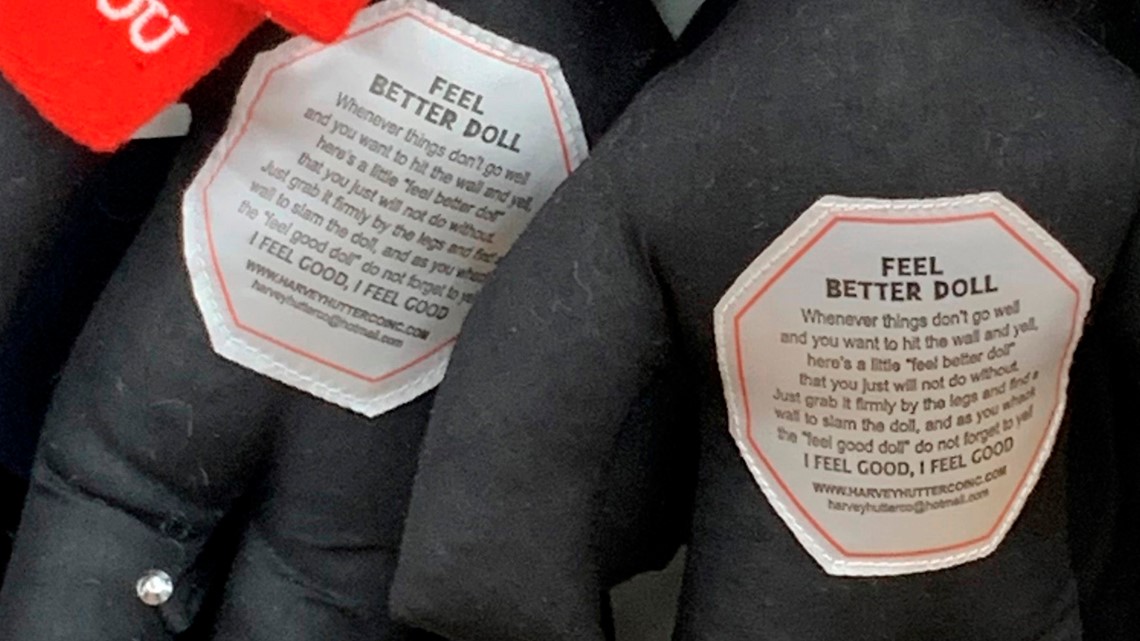 OU
FEEL
BETTER DOLL
Whenever things don't go well
and you want to hit the wall and yell,
here's a little "feel better doll"
that you just will not do without.
Just grab it firmly by the legs and find
wall to slam the doll, and as you whack
the "feel good doll" do not forget to yell
I FEEL GOOD, I FEEL GOOD
WWW.HARVEYHUTTERCOINC.COM
harveyhutterco@hotmail.com
FEEL
BETTER DOLL
Whenever things don't go well
and you want to hit the wall and yell,
here's a little "feel better doll"
that you just will not do without.
Just grab it firmly by the legs and find a
wall to slam the doll, and as you whack
the "feel good doll" do not forget to yell
I FEEL GOOD, I FEEL GOOD
WWW.HARVEYHUTTERCOINC.COM
harveyhutterco@hotmail.com